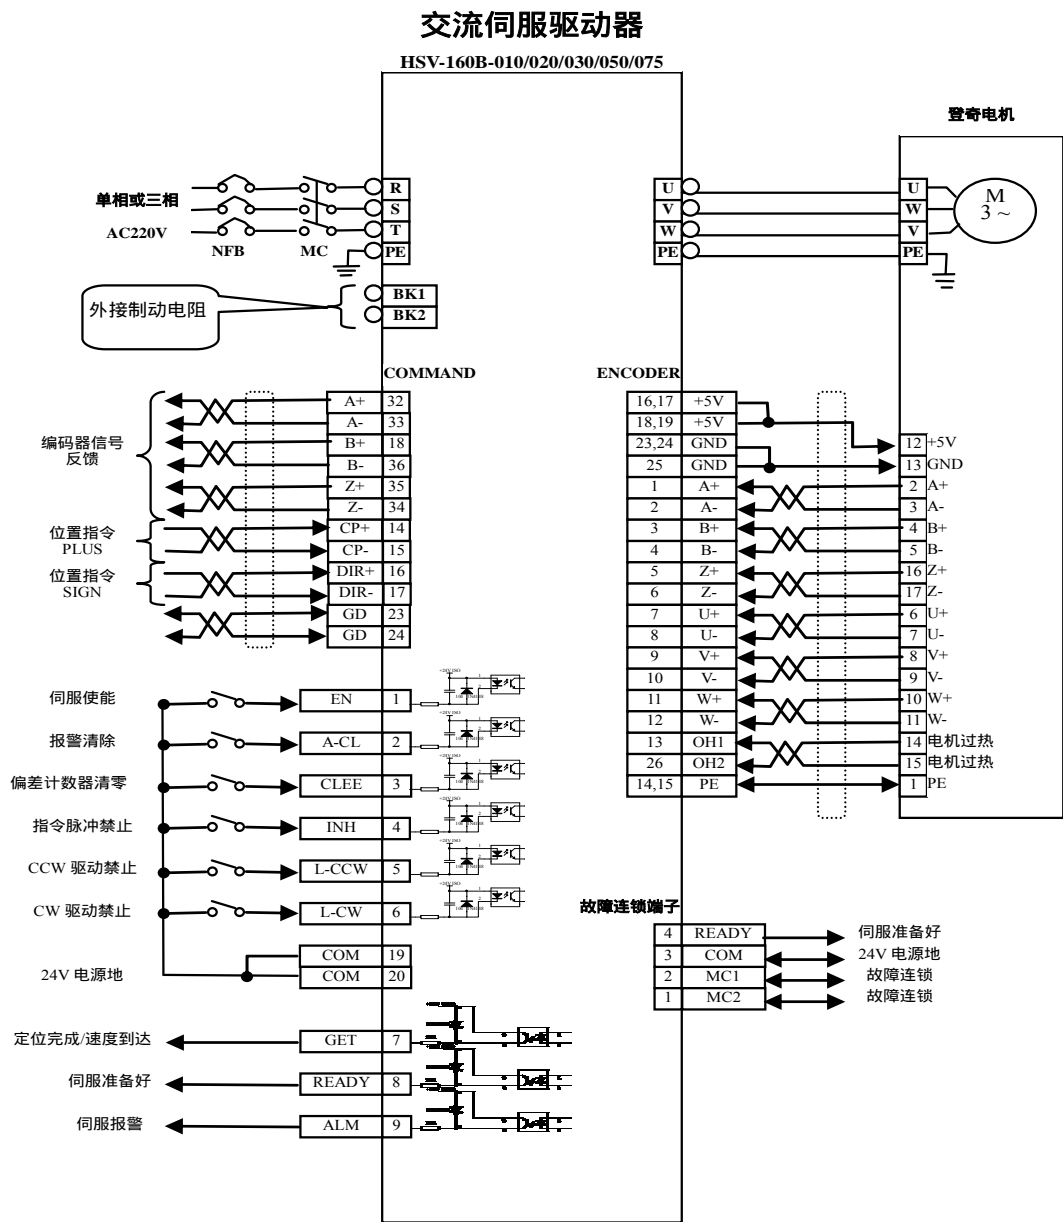 交流伺服驱动器
HSV-160B-010/020/030/050/075
登奇电机
单相或三相
AC220V
NFB
MC
R
S
T
PE
U
V
W
PE
U
W
V
PE
M
3 ~
外接制动电阻
BK1
BK2
COMMAND
编码器信号
反馈
A+ 32
A- 33
B+ 18
B- 36
Z+ 35
Z- 34
位置指令
PLUS
CP+ 14
CP- 15
位置指令
SIGN
DIR+ 16
DIR- 17
GD 23
GD 24
ENCODER
16,17 +5V
18,19 +5V
23,24 GND
25 GND
1 A+
2 A-
3 B+
4 B-
5 Z+
6 Z-
7 U+
8 U-
9 V+
10 V-
11 W+
12 W-
13 OH1
26 OH2
14,15 PE
12 +5V
13 GND
2 A+
3 A-
4 B+
5 B-
16 Z+
17 Z-
6 U+
7 U-
8 V+
9 V-
10 W+
11 W-
14 电机过热
15 电机过热
1 PE
伺服使能 EN 1
报警清除 A-CL 2
偏差计数器清零 CLEE 3
指令脉冲禁止 INH 4
CCW 驱动禁止 L-CCW 5
CW 驱动禁止 L-CW 6
COM 19
24V 电源地 COM 20
故障连锁端子
4 READY 伺服准备好
3 COM 24V 电源地
2 MC1 故障连锁
1 MC2 故障连锁
定位完成/速度到达 GET 7
伺服准备好 READY 8
伺服报警 ALM 9